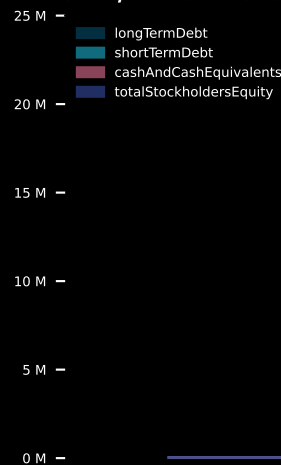 25 M
longTermDebt
shortTermDebt
cashAndCashEquivalents
totalStockholdersEquity
20 M
15 M
10 M
5 M
0 M